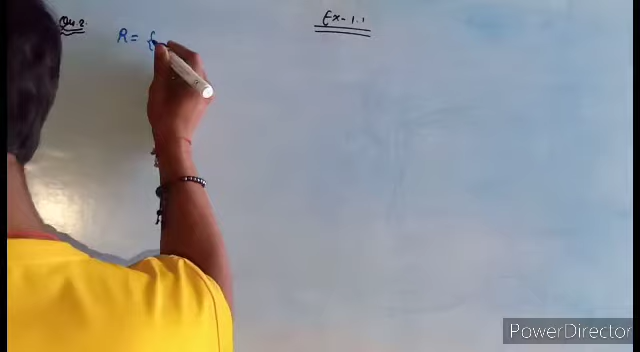 Qu.2. Ex-1.1
R= {
PowerDirector